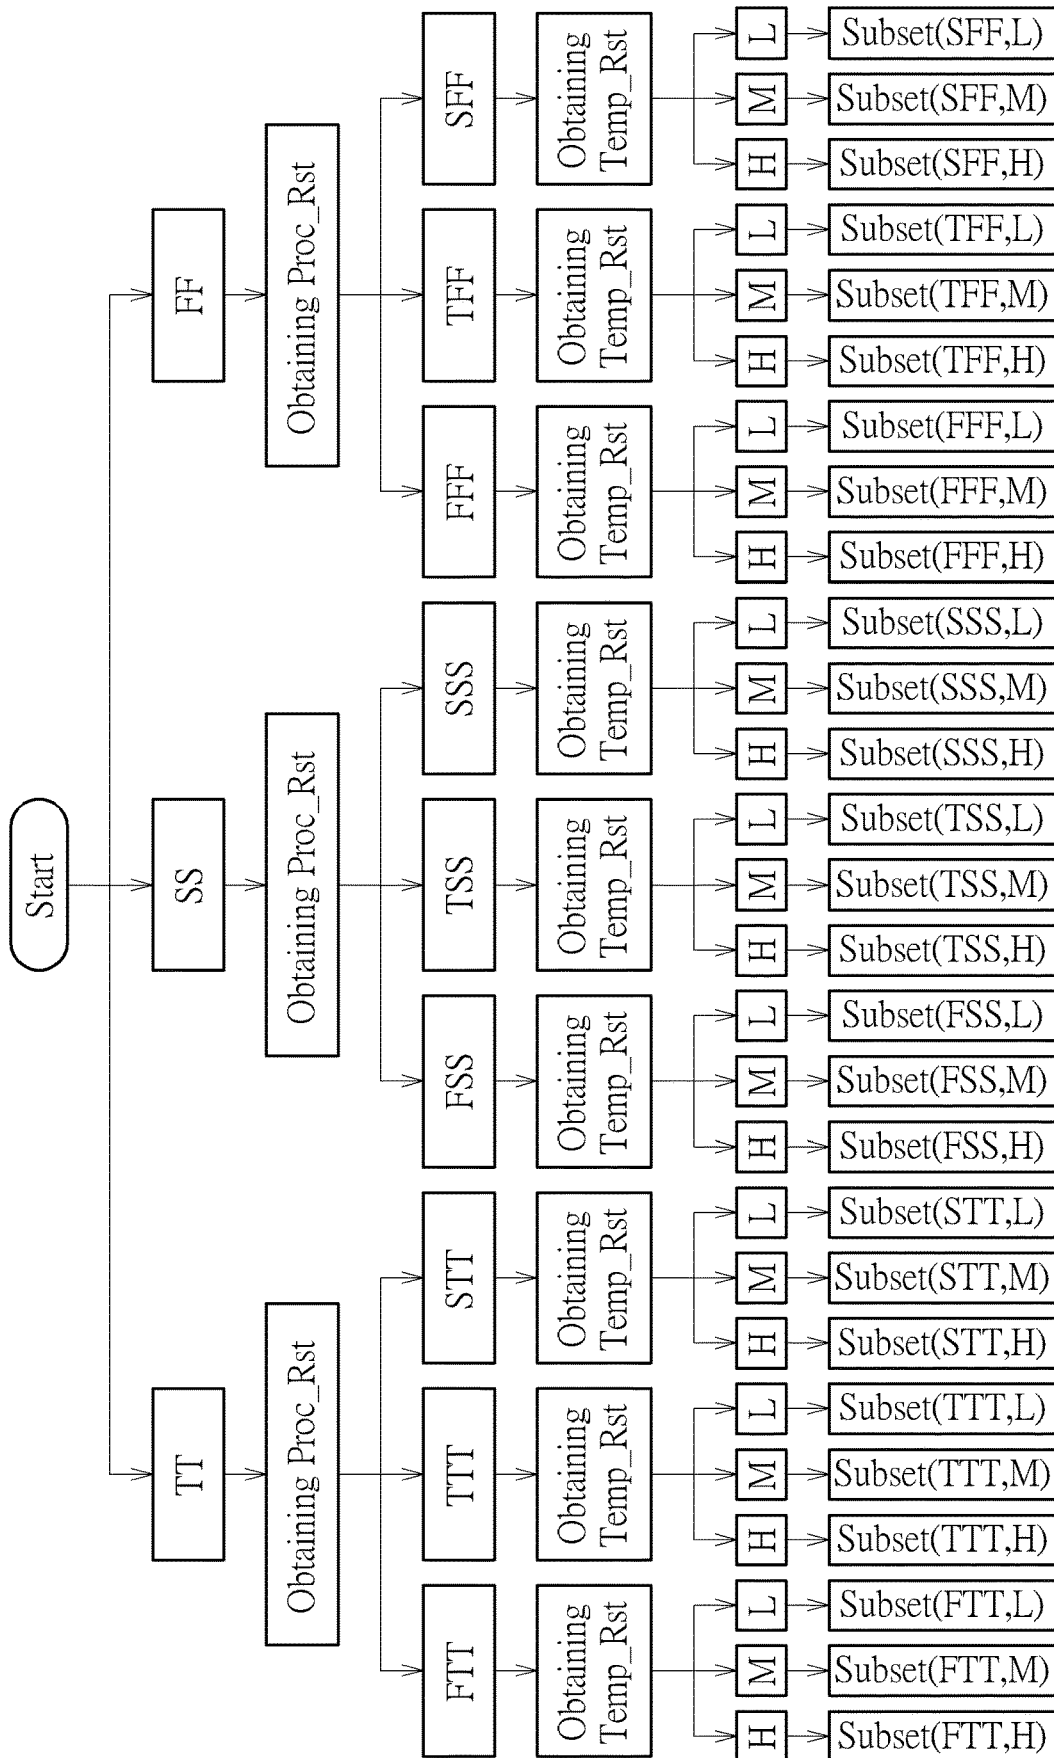 Start
TT
SS
FF
Obtaining Proc_Rst
Obtaining Proc_Rst
Obtaining Proc_Rst
FTT
TTT
STT
FSS
TSS
SSS
FFF
TFF
SFF
Obtaining
Temp_Rst
Obtaining
Temp_Rst
Obtaining
Temp_Rst
Obtaining
Temp_Rst
Obtaining
Temp_Rst
Obtaining
Temp_Rst
Obtaining
Temp_Rst
Obtaining
Temp_Rst
Obtaining
Temp_Rst
H
M
L
H
M
L
H
M
L
H
M
L
H
M
L
H
M
L
H
M
L
H
M
L
H
M
L
Subset(FTT,H)
Subset(FTT,M)
Subset(FTT,L)
Subset(TTT,H)
Subset(TTT,M)
Subset(TTT,L)
Subset(STT,H)
Subset(STT,M)
Subset(STT,L)
Subset(FSS,H)
Subset(FSS,M)
Subset(FSS,L)
Subset(TSS,H)
Subset(TSS,M)
Subset(TSS,L)
Subset(SSS,H)
Subset(SSS,M)
Subset(SSS,L)
Subset(FFF,H)
Subset(FFF,M)
Subset(FFF,L)
Subset(TFF,H)
Subset(TFF,M)
Subset(TFF,L)
Subset(SFF,H)
Subset(SFF,M)
Subset(SFF,L)